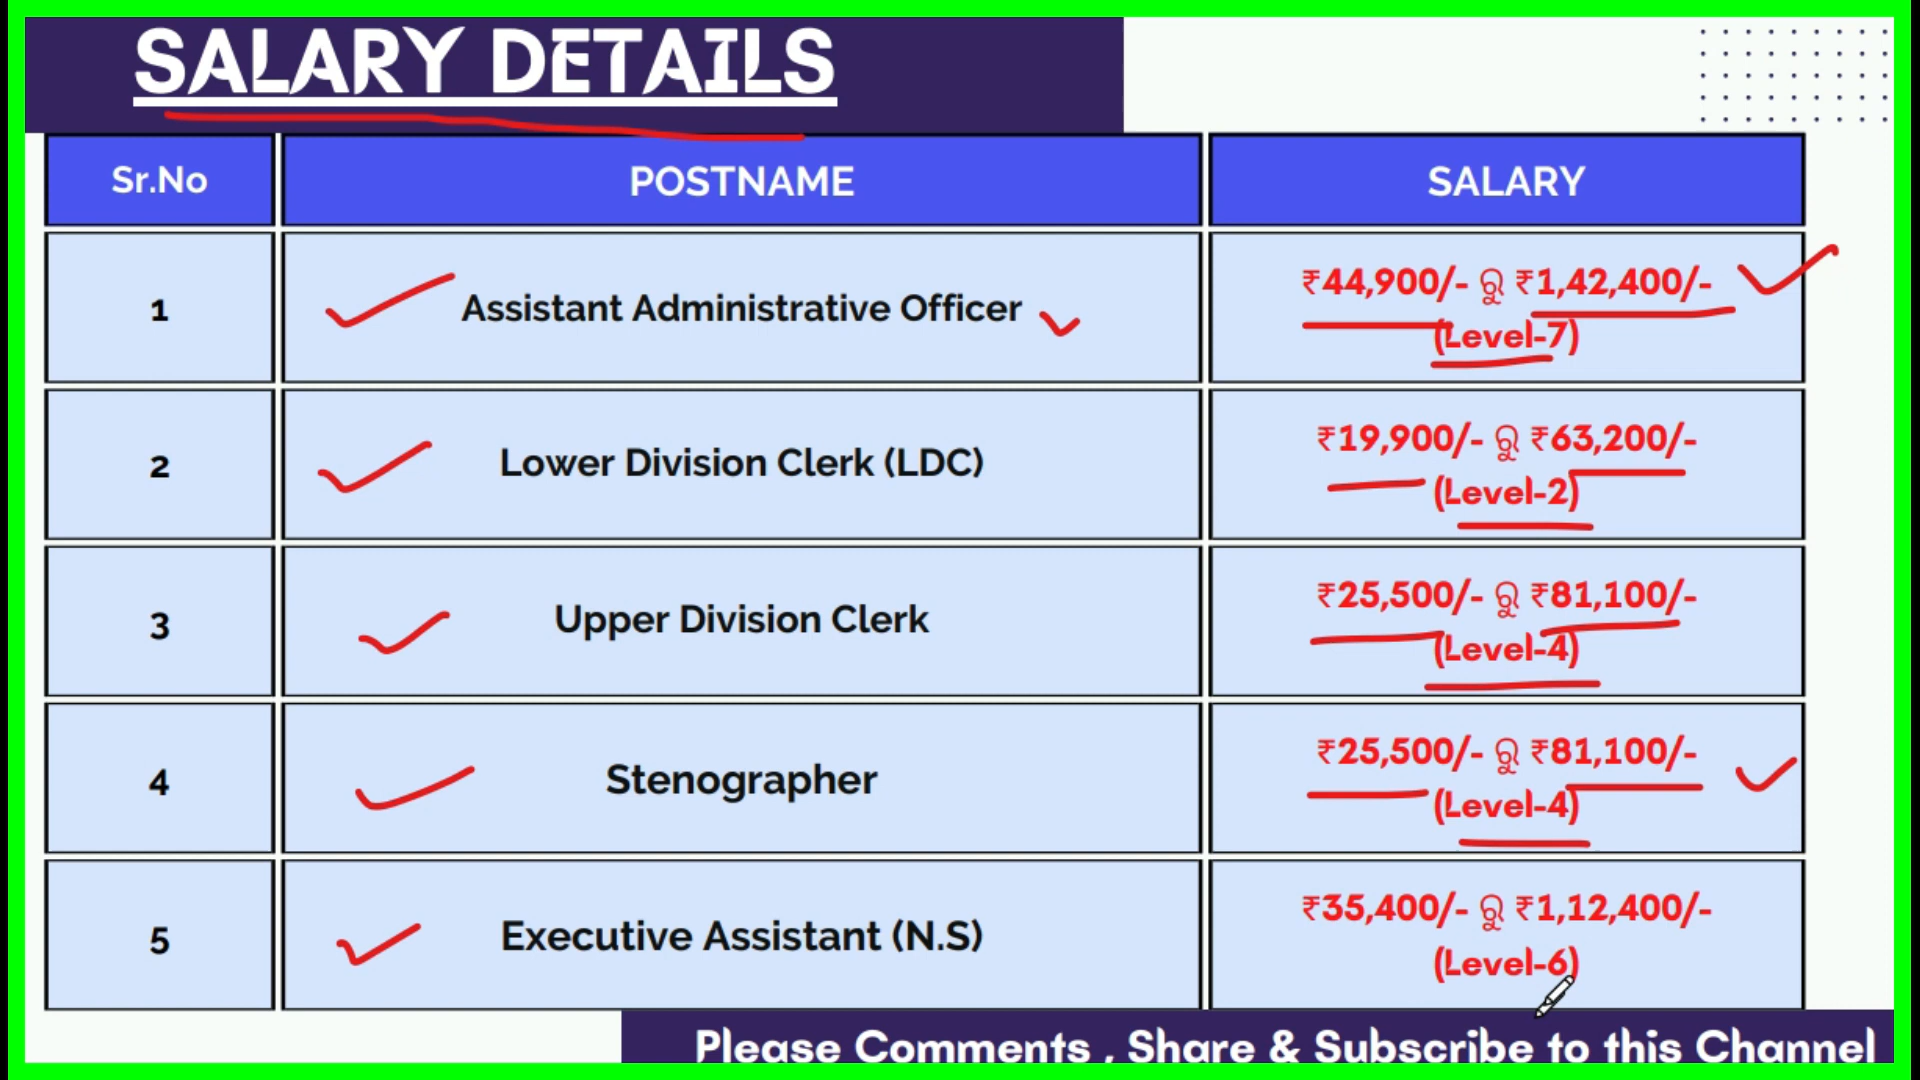 SALARY DETAILS
Sr.No POSTNAME SALARY
1 Assistant Administrative Officer ₹44,900/- ରୁ ₹1,42,400/-
(Level-7)
2 Lower Division Clerk (LDC) ₹19,900/- ରୁ ₹63,200/-
(Level-2)
3 Upper Division Clerk ₹25,500/- ରୁ ₹81,100/-
(Level-4)
4 Stenographer ₹25,500/- ରୁ ₹81,100/-
(Level-4)
5 Executive Assistant (N.S) ₹35,400/- ରୁ ₹1,12,400/-
(Level-6)
Please Comments , Share & Subscribe to this Channel